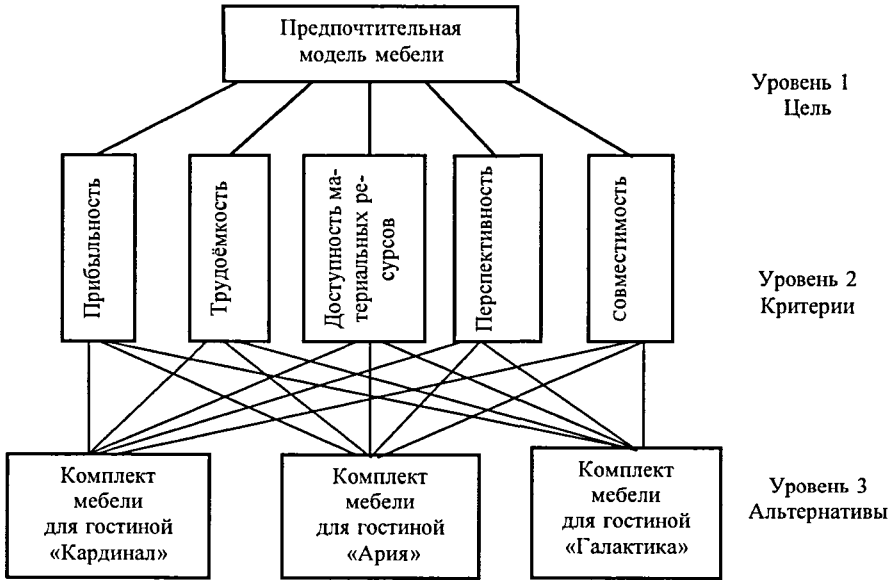 Предпочтительная
модель мебели
Уровень 1
Цель
Прибыльность
Трудоёмкость
Доступность ма-
териальных ре-
сурсов
Перспективность
Совместимость
Уровень 2
Критерии
Комплект
мебели
для гостиной
«Кардинал»
Комплект
мебели
для гостиной
«Ария»
Комплект
мебели
для гостиной
«Галактика»
Уровень 3
Альтернативы